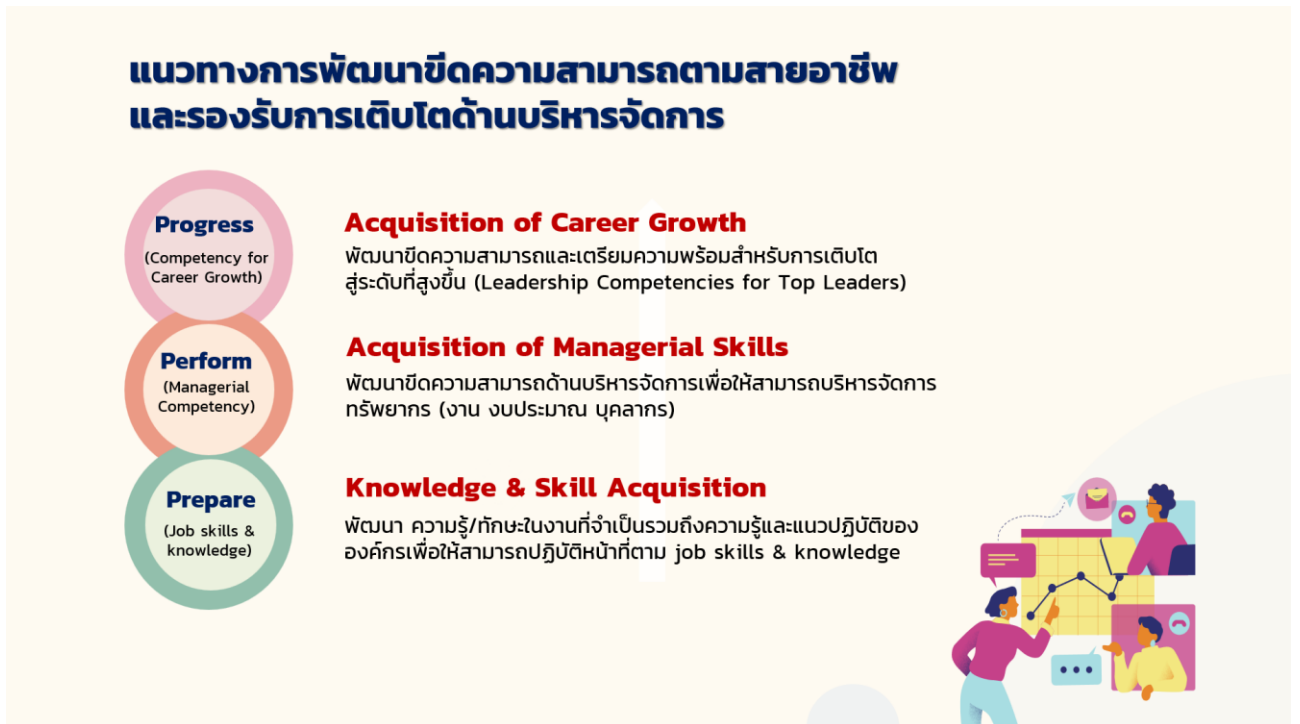 แนวทางการพัฒนาขีดความสามารถตามสายอาชีพ
และรองรับการเติบโตด้านบริหารจัดการ
Progress
(Competency for
Career Growth)
Acquisition of Career Growth
พัฒนาขีดความสามารถและเตรียมความพร้อมสำหรับการเติบโต
สู่ระดับที่สูงขึ้น (Leadership Competencies for Top Leaders)
Perform
(Managerial
Competency)
Acquisition of Managerial Skills
พัฒนาขีดความสามารถด้านบริหารจัดการเพื่อให้สามารถบริหารจัดการ
ทรัพยากร (งาน งบประมาณ บุคลากร)
Prepare
(Job skills &
knowledge)
Knowledge & Skill Acquisition
พัฒนา ความรู้/ทักษะในงานที่จำเป็นรวมถึงความรู้และแนวปฏิบัติของ
องค์กรเพื่อให้สามารถปฏิบัติหน้าที่ตาม job skills & knowledge